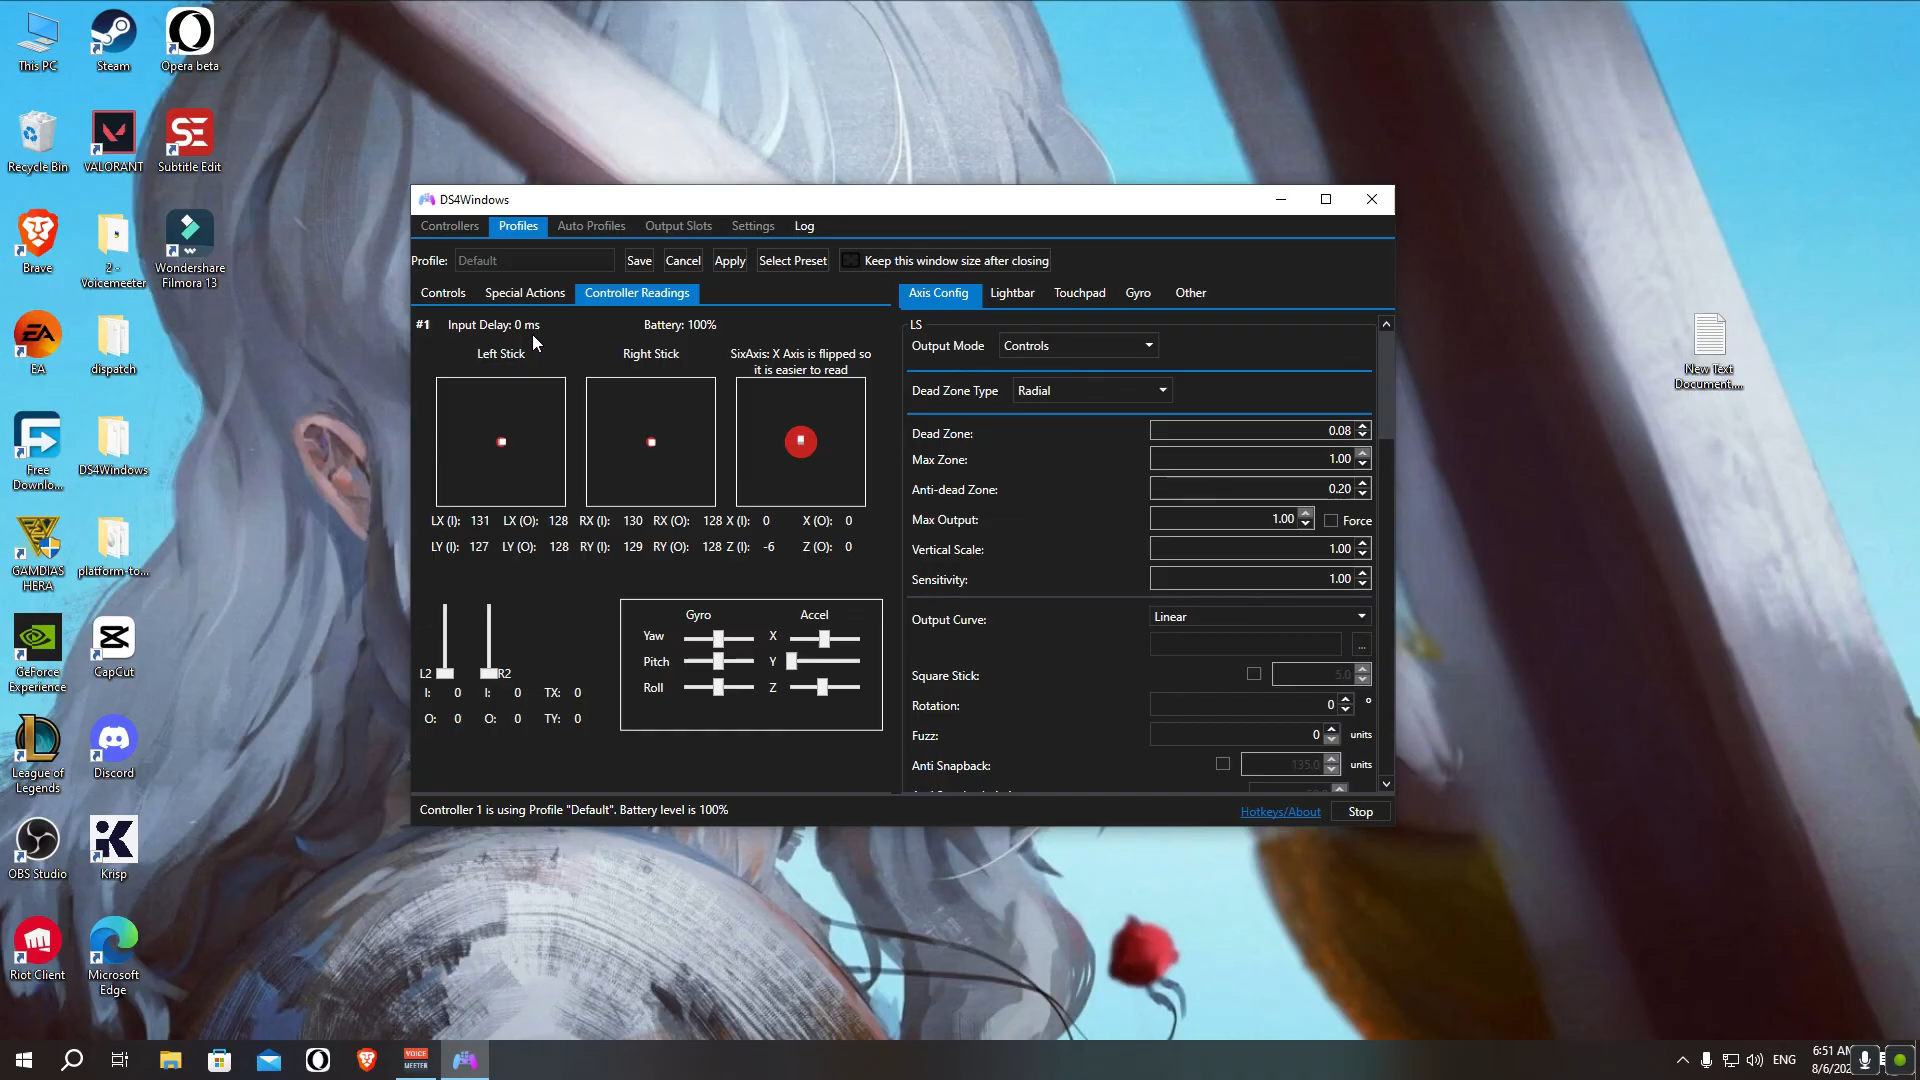 This PC
Steam
Opera beta
Recycle Bin
VALORANT
Subtitle Edit
Brave
2 -
Voicemeeter
Wondershare
Filmora 13
EA
dispatch
Free
Downlo...
DS4Windows
GAMDIAS
HERA
platform-to...
GeForce
Experience
CapCut
League of
Legends
Discord
OBS Studio
Krisp
Riot Client
Microsoft
Edge
New Text
Document....
DS4Windows
Controllers
Profiles
Auto Profiles
Output Slots
Settings
Log
Profile:
Default
Save
Cancel
Apply
Select Preset
Keep this window size after closing
Controls
Special Actions
Controller Readings
#1
Input Delay: 0 ms
Battery: 100%
Left Stick
Right Stick
SixAxis: X Axis is flipped so
it is easier to read
LX (I): 131 LX (O): 128 RX (I): 130 RX (O): 128 X (I): 0 X (O): 0
LY (I): 127 LY (O): 128 RY (I): 129 RY (O): 128 Z (I): -6 Z (O): 0
L2
R2
I: 0 I: 0 TX: 0
O: 0 O: 0 TY: 0
Gyro
Accel
Yaw
X
Pitch
Y
Roll
Z
Axis Config
Lightbar
Touchpad
Gyro
Other
LS
Output Mode
Controls
Dead Zone Type
Radial
Dead Zone:
0.08
Max Zone:
1.00
Anti-dead Zone:
0.20
Max Output:
1.00
Force
Vertical Scale:
1.00
Sensitivity:
1.00
Output Curve:
Linear
...
Square Stick:
5.0
Rotation:
0
°
Fuzz:
0
units
Anti Snapback:
135.0
units
Controller 1 is using Profile "Default". Battery level is 100%
Hotkeys/About
Stop
VOICE
MEETER
ENG
6:51 AM